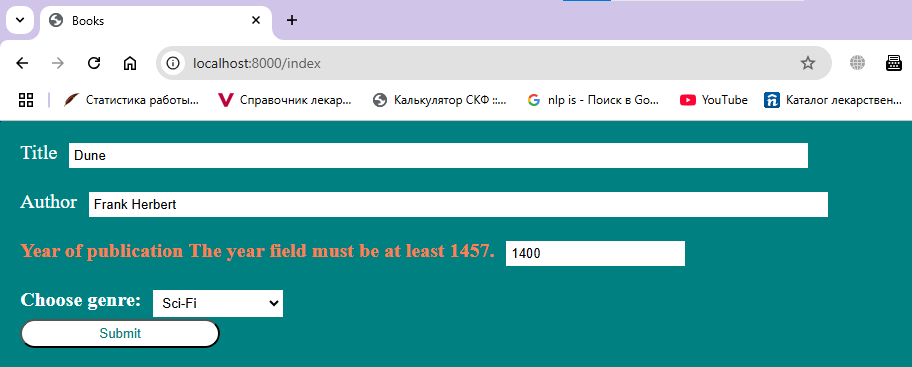 Books
localhost:8000/index
Статистика работы... Справочник лекар... Калькулятор СКФ ::... nlp is - Поиск в Go... YouTube Каталог лекарствен...
Title Dune
Author Frank Herbert
Year of publication The year field must be at least 1457. 1400
Choose genre: Sci-Fi
Submit